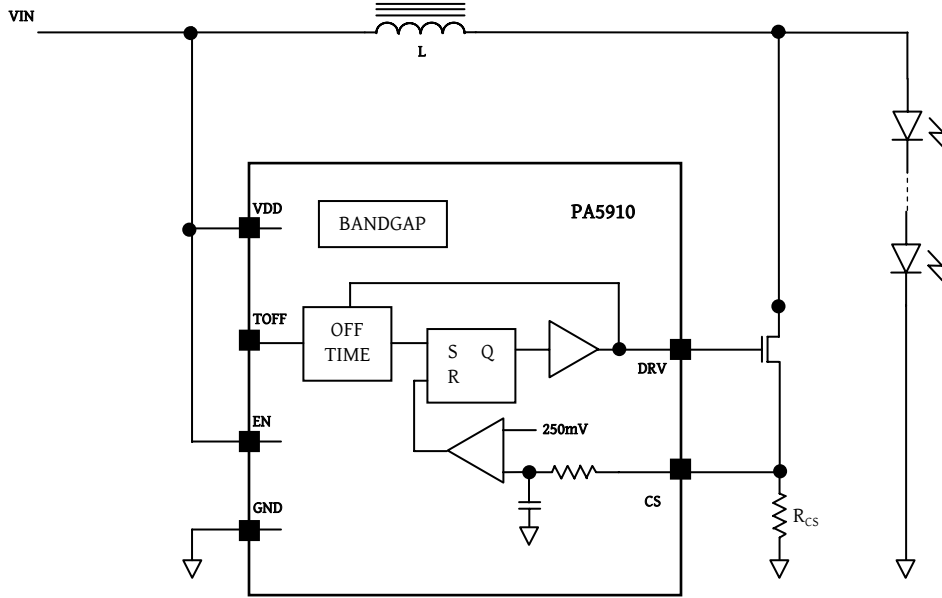 VIN
L
VDD
BANDGAP
PA5910
TOFF
OFF
TIME
S Q
R
DRV
EN
250mV
CS
GND
RCS